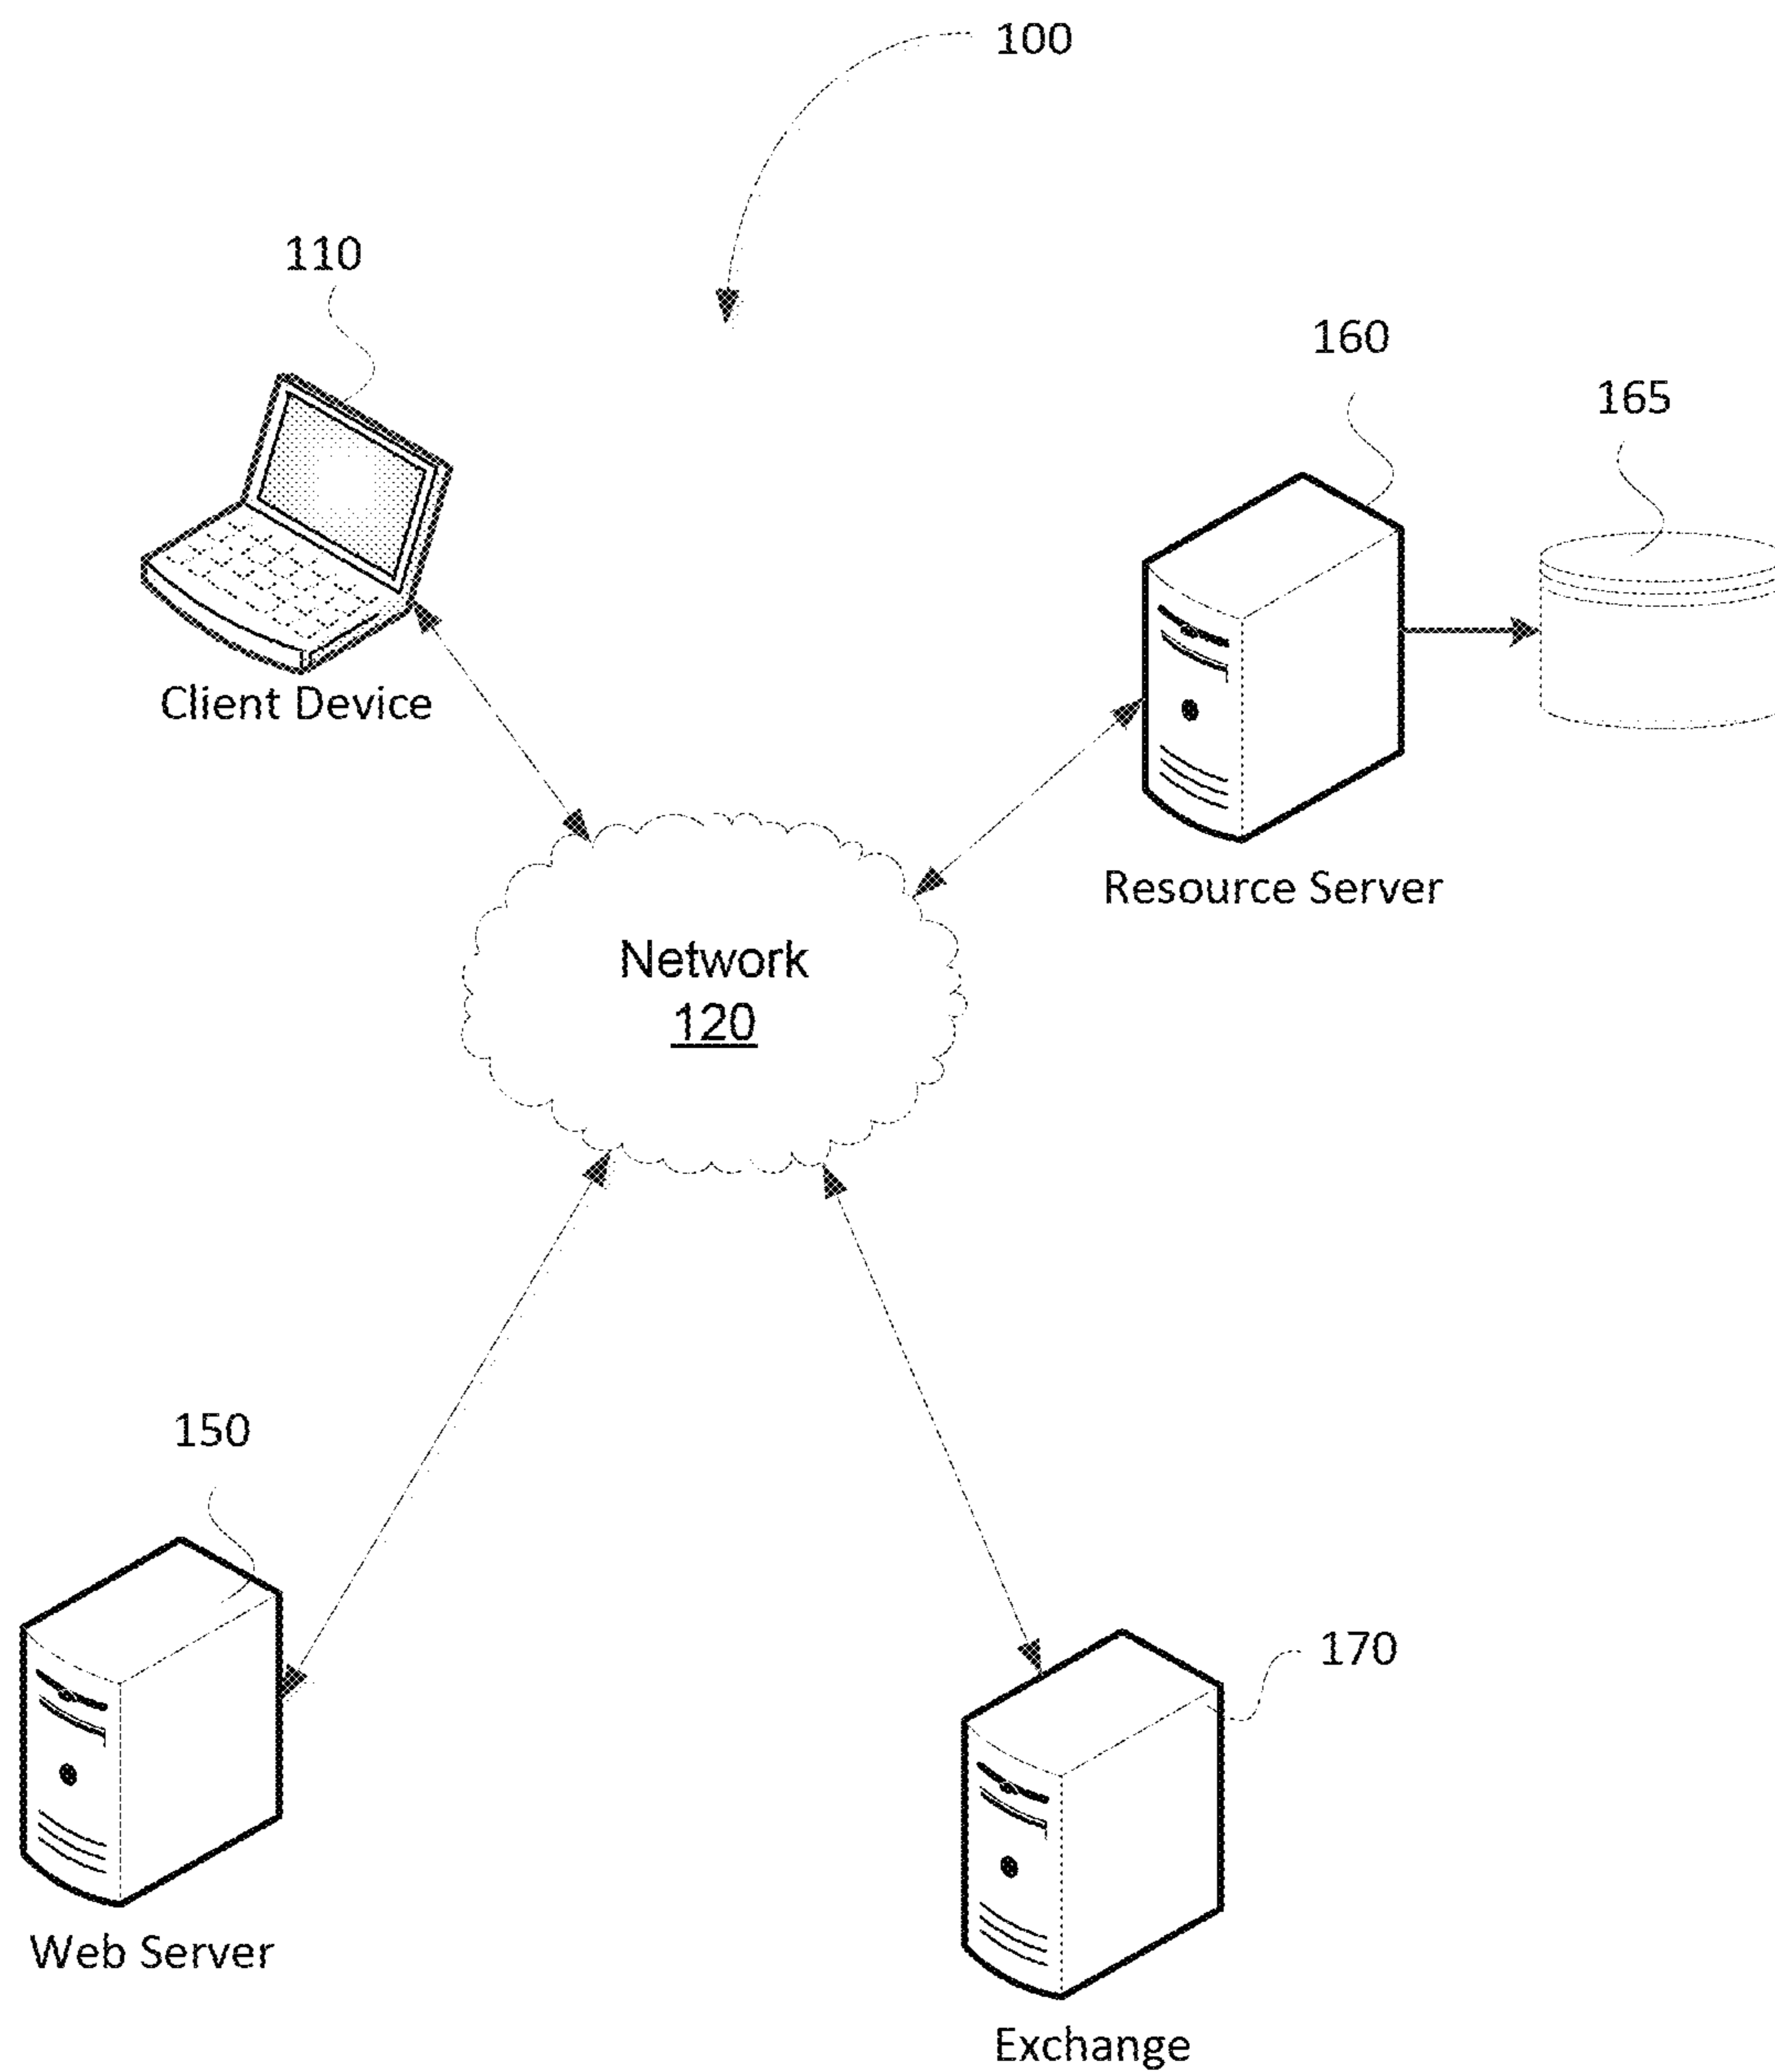 100
110
160
165
Client Device
Resource Server
Network
120
150
170
Web Server
Exchange